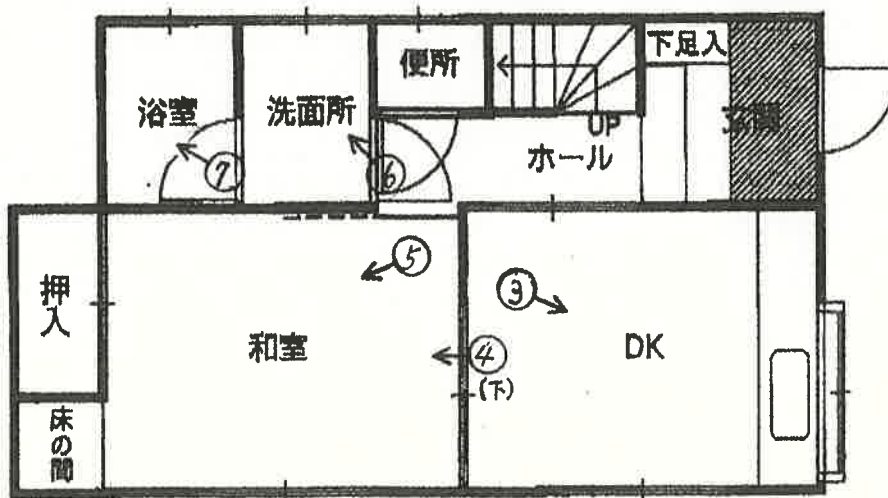 下足入
便所
浴室
洗面所
玄関
UP
ホール
⑦
⑥
⑤
③
押入
和室
④
(下)
DK
床の間